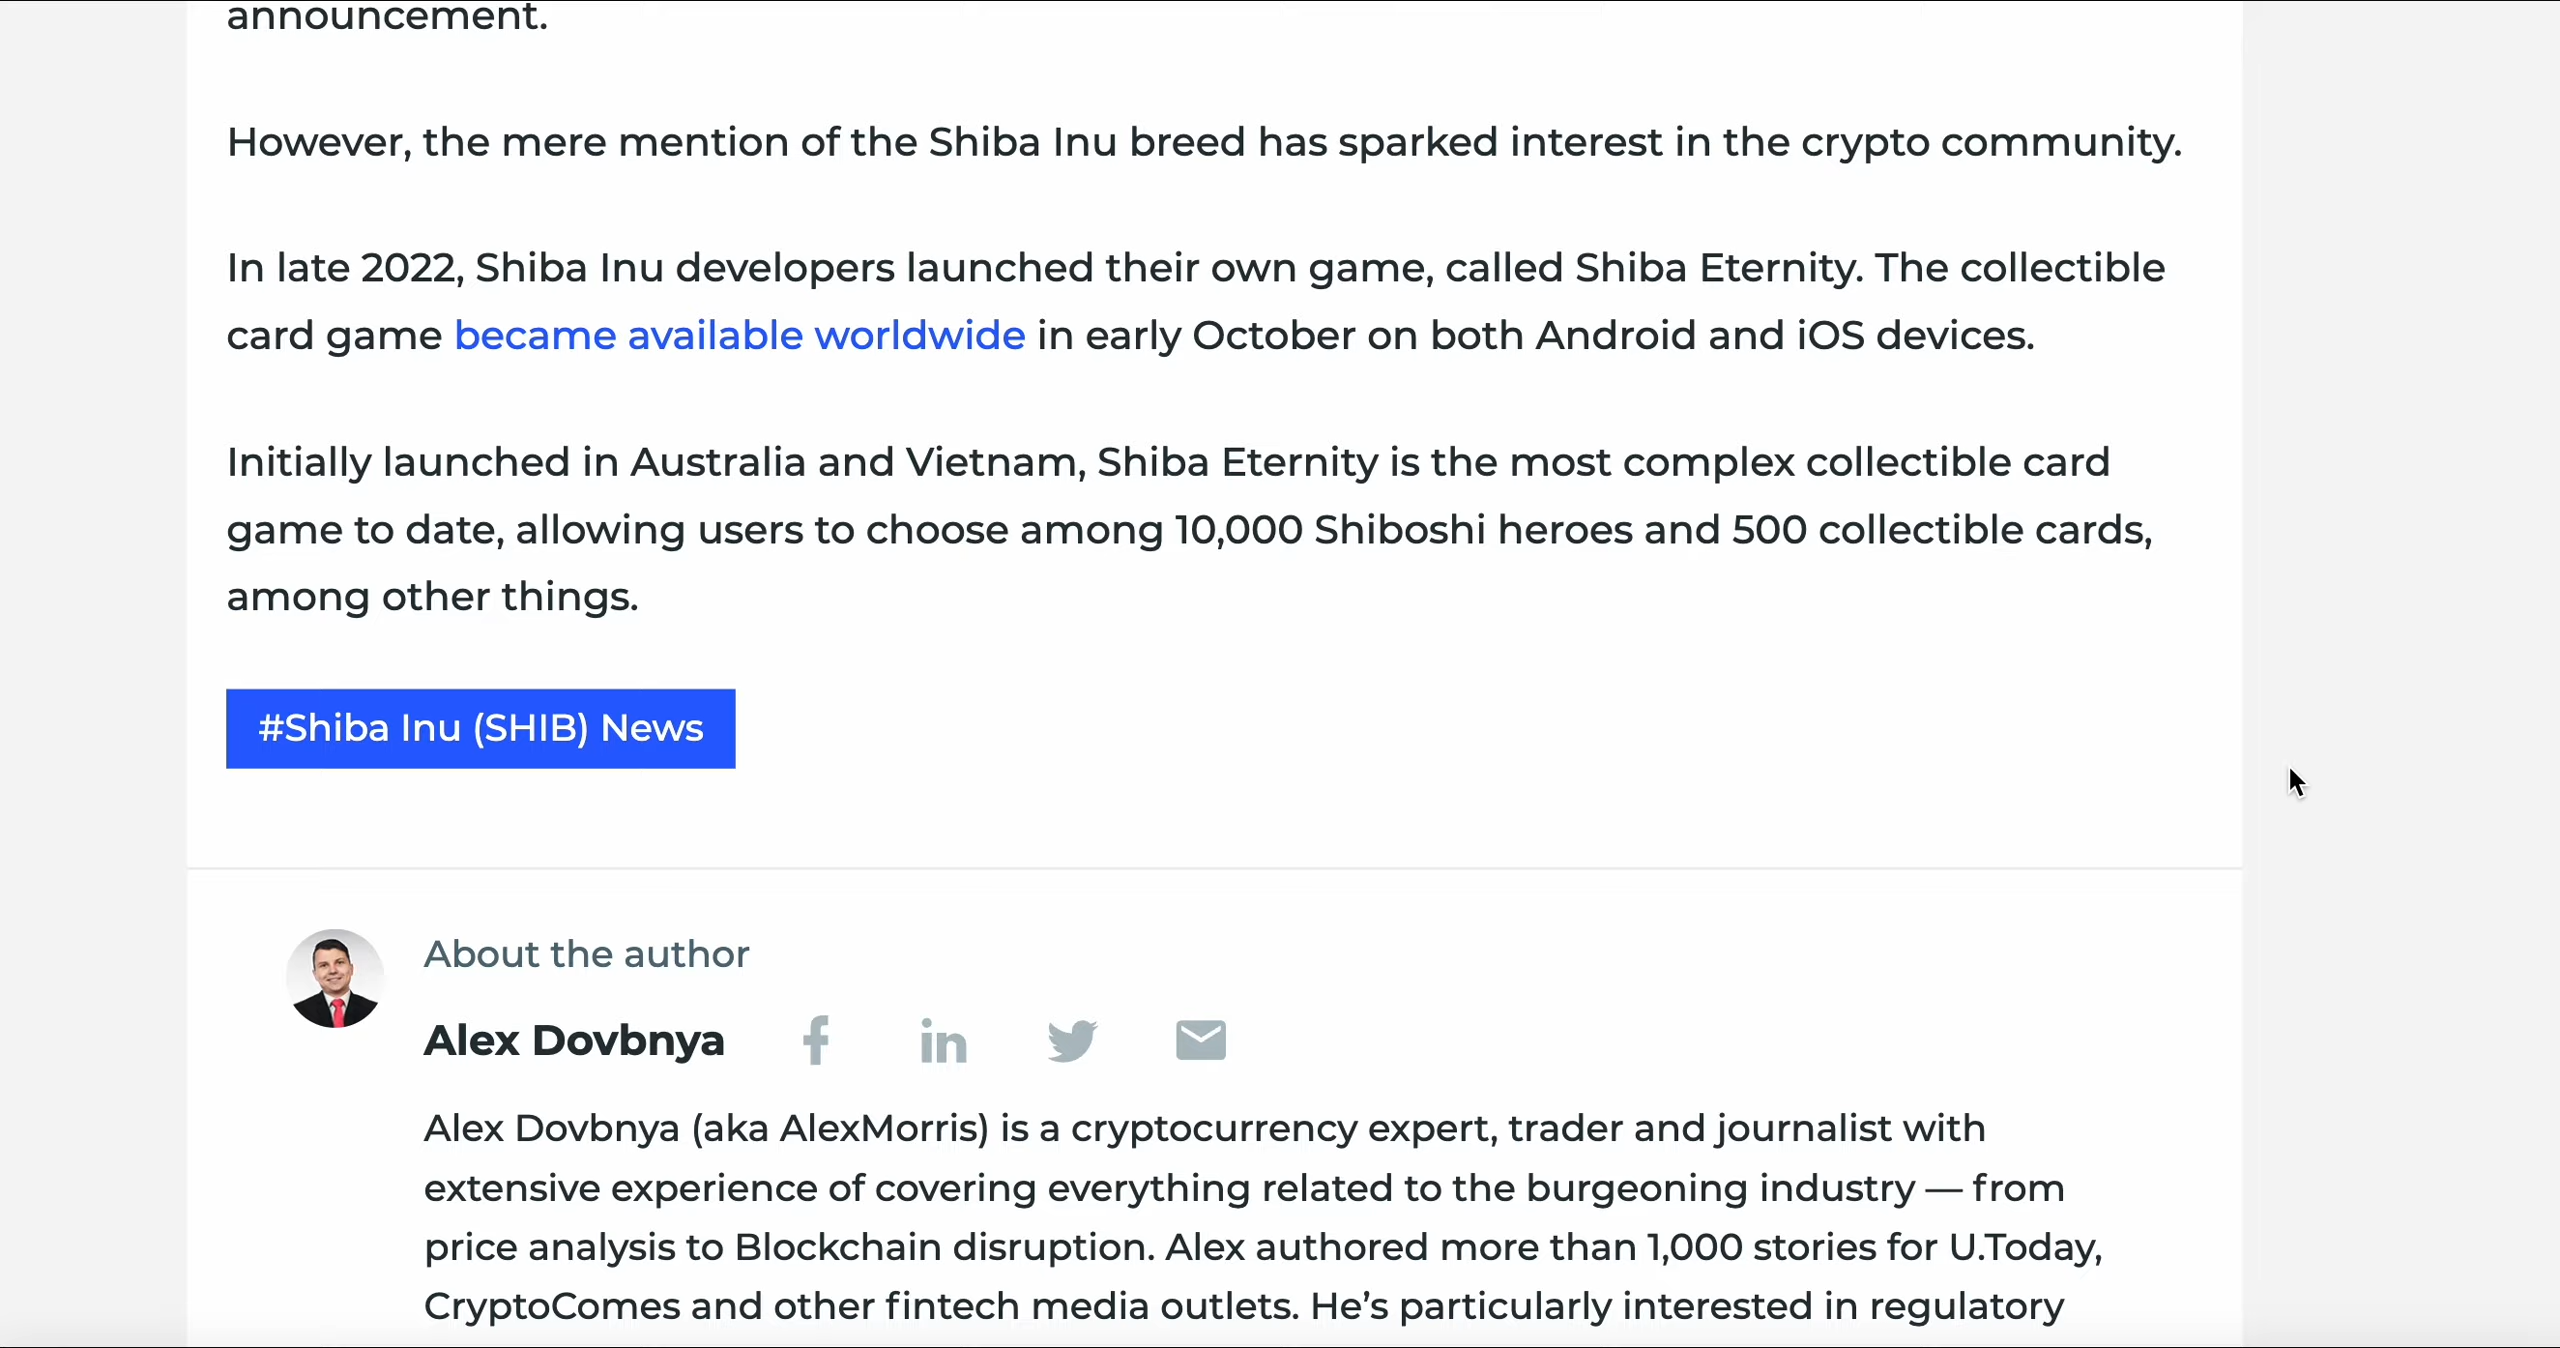 announcement.
However, the mere mention of the Shiba Inu breed has sparked interest in the crypto community.
In late 2022, Shiba Inu developers launched their own game, called Shiba Eternity. The collectible
card game became available worldwide in early October on both Android and iOS devices.
Initially launched in Australia and Vietnam, Shiba Eternity is the most complex collectible card
game to date, allowing users to choose among 10,000 Shiboshi heroes and 500 collectible cards,
among other things.
#Shiba Inu (SHIB) News
About the author
Alex Dovbnya
Alex Dovbnya (aka AlexMorris) is a cryptocurrency expert, trader and journalist with
extensive experience of covering everything related to the burgeoning industry — from
price analysis to Blockchain disruption. Alex authored more than 1,000 stories for U.Today,
CryptoComes and other fintech media outlets. He’s particularly interested in regulatory